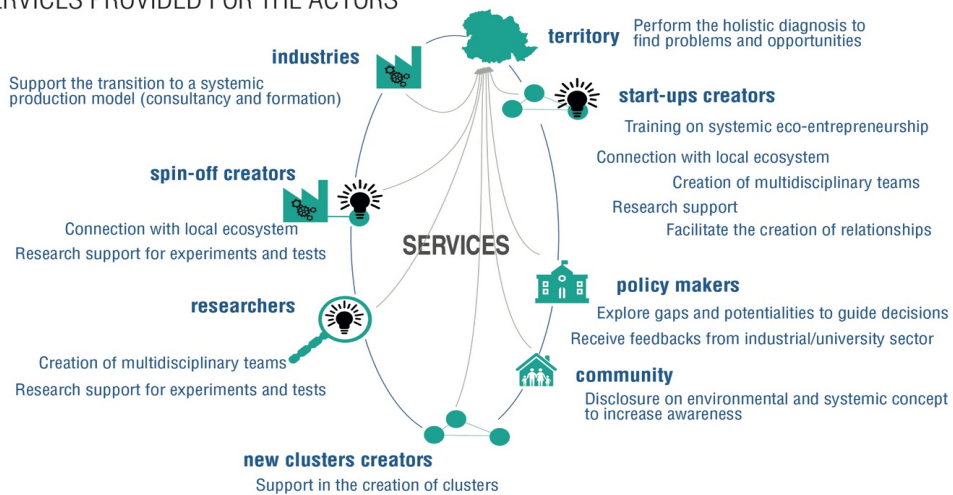 SERVICES PROVIDED FOR THE ACTORS
territory
Perform the holistic diagnosis to
find problems and opportunities
industries
Support the transition to a systemic
production model (consultancy and formation)
start-ups creators
Training on systemic eco-entrepreneurship
Connection with local ecosystem
Creation of multidisciplinary teams
Research support
Facilitate the creation of relationships
spin-off creators
Connection with local ecosystem
Research support for experiments and tests
SERVICES
policy makers
Explore gaps and potentialities to guide decisions
Receive feedbacks from industrial/university sector
researchers
Creation of multidisciplinary teams
Research support for experiments and tests
community
Disclosure on environmental and systemic concept
to increase awareness
new clusters creators
Support in the creation of clusters